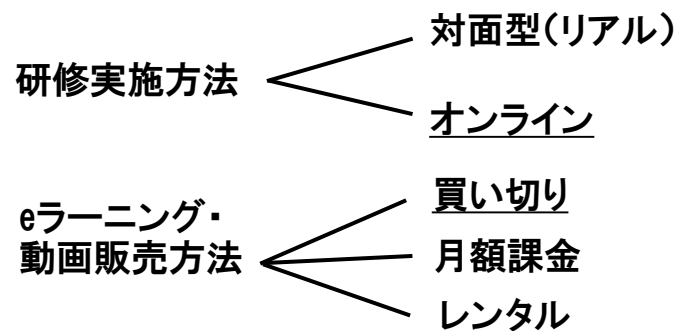 対面型(リアル)
研修実施方法
オンライン
買い切り
eラーニング・
動画販売方法
月額課金
レンタル